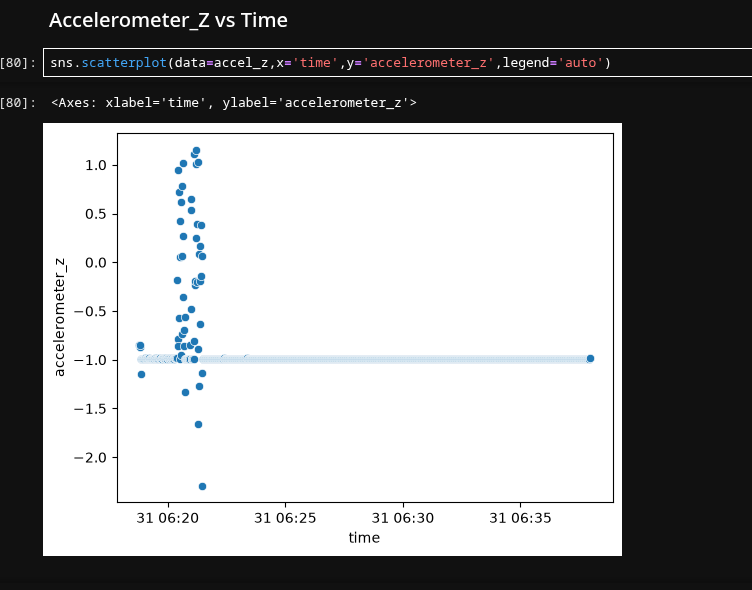 Accelerometer_Z vs Time
[80]: sns.scatterplot(data=accel_z,x='time',y='accelerometer_z',legend='auto')
[80]: <Axes: xlabel='time', ylabel='accelerometer_z'>
1.0
0.5
0.0
−0.5
−1.0
−1.5
−2.0
accelerometer_z
31 06:20 31 06:25 31 06:30 31 06:35
time